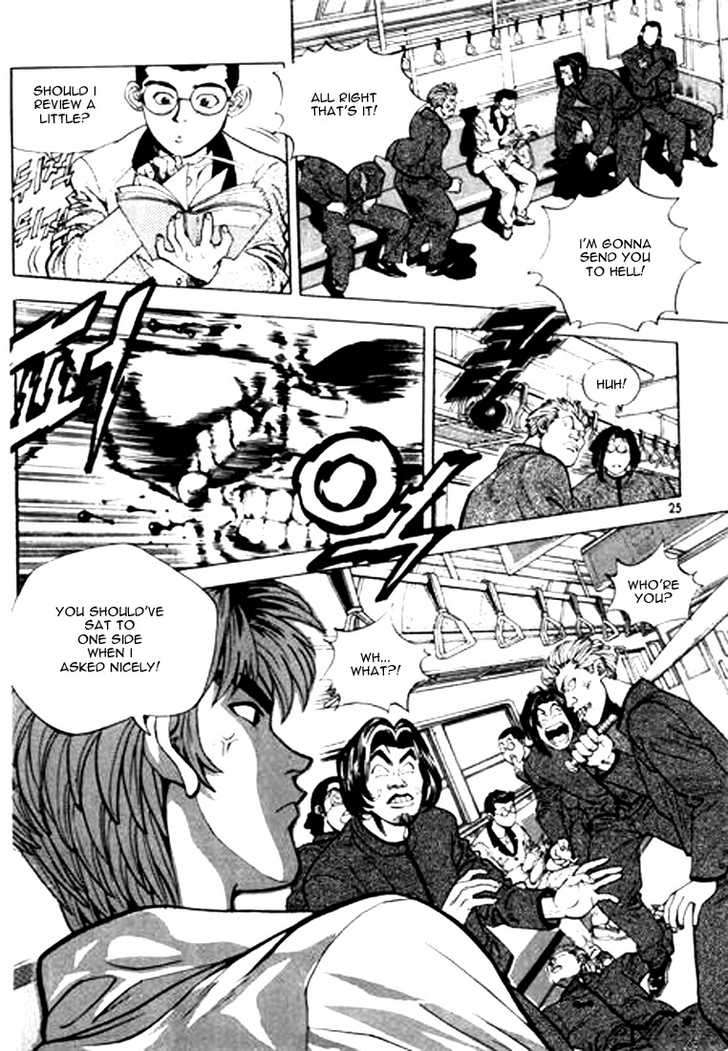 SHOULD I
REVIEW A
LITTLE?
ALL RIGHT
THAT'S IT!
I'M GONNA
SEND YOU
TO HELL!
HUH!
25
YOU SHOULD'VE
SAT TO
ONE SIDE
WHEN I
ASKED NICELY!
WH...
WHAT?!
WHO'RE
YOU?